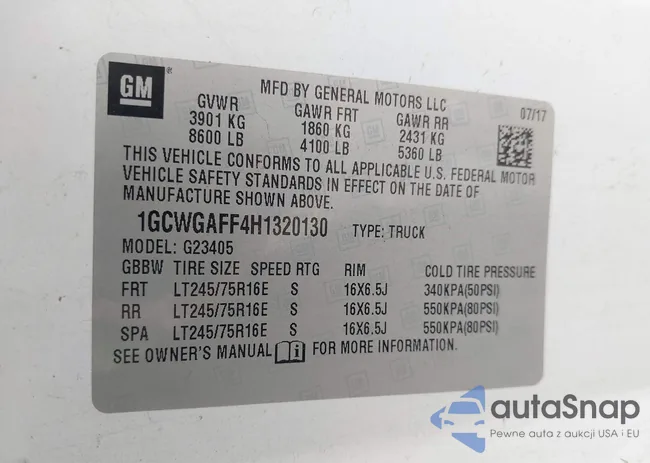 GM
MFD BY GENERAL MOTORS LLC
07/17
GVWR GAWR FRT GAWR RR
3901 KG 1860 KG 2431 KG
8600 LB 4100 LB 5360 LB
THIS VEHICLE CONFORMS TO ALL APPLICABLE U.S. FEDERAL MOTOR
VEHICLE SAFETY STANDARDS IN EFFECT ON THE DATE OF
MANUFACTURE SHOWN ABOVE.
1GCWGAFF4H1320130 TYPE: TRUCK
MODEL: G23405
GBBW TIRE SIZE SPEED RTG RIM COLD TIRE PRESSURE
FRT LT245/75R16E S 16X6.5J 340KPA(50PSI)
RR LT245/75R16E S 16X6.5J 550KPA(80PSI)
SPA LT245/75R16E S 16X6.5J 550KPA(80PSI)
SEE OWNER'S MANUAL i FOR MORE INFORMATION.
autaSnap
Pewne auta z aukcji USA i EU